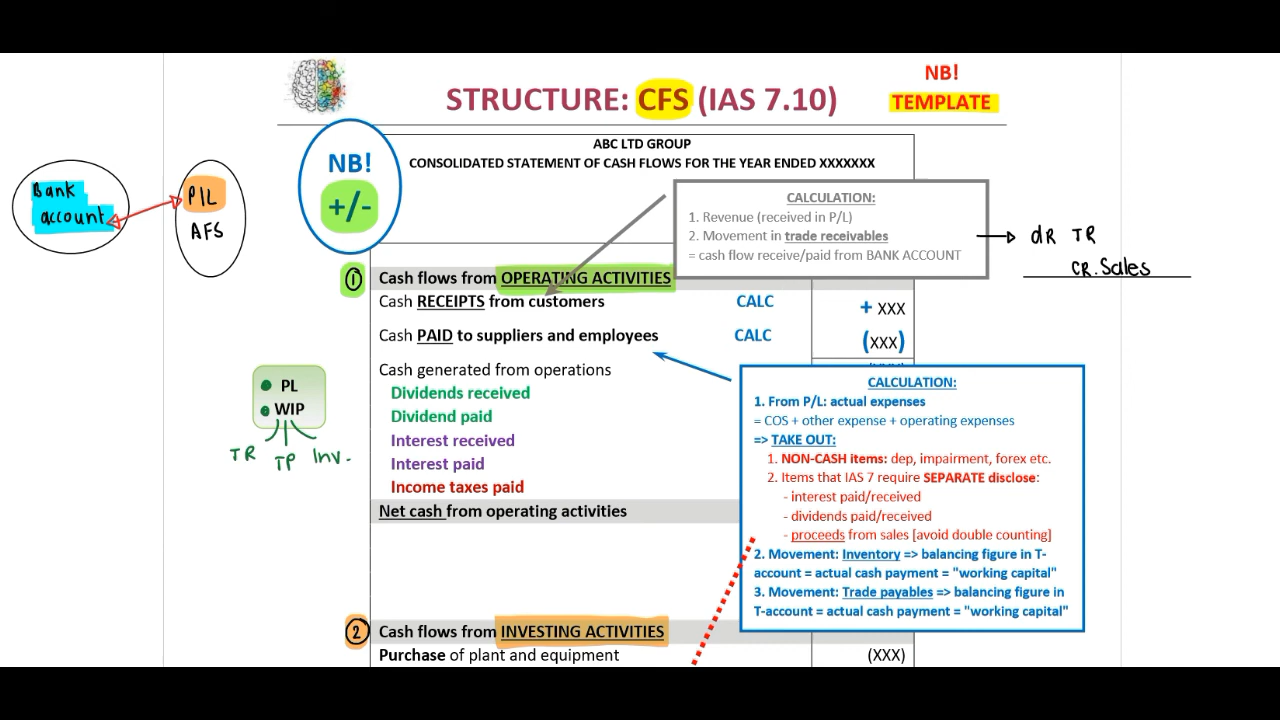 NB!
STRUCTURE: CFS (IAS 7.10)
TEMPLATE
ABC LTD GROUP
CONSOLIDATED STATEMENT OF CASH FLOWS FOR THE YEAR ENDED XXXXXXX
NB!
+/-
Bank
account
P/L
AFS
CALCULATION:
1. Revenue (received in P/L)
2. Movement in trade receivables
= cash flow receive/paid from BANK ACCOUNT
dR TR
CR. Sales
1 Cash flows from OPERATING ACTIVITIES
Cash RECEIPTS from customers CALC + XXX
Cash PAID to suppliers and employees CALC (XXX)
Cash generated from operations
Dividends received
Dividend paid
Interest received
Interest paid
Income taxes paid
Net cash from operating activities
PL
WIP
TR TP Inv.
CALCULATION:
1. From P/L: actual expenses
= COS + other expense + operating expenses
=> TAKE OUT:
1. NON-CASH items: dep, impairment, forex etc.
2. Items that IAS 7 require SEPARATE disclose:
- interest paid/received
- dividends paid/received
- proceeds from sales [avoid double counting]
2. Movement: Inventory => balancing figure in T-
account = actual cash payment = "working capital"
3. Movement: Trade payables => balancing figure in
T-account = actual cash payment = "working capital"
2 Cash flows from INVESTING ACTIVITIES
Purchase of plant and equipment (XXX)